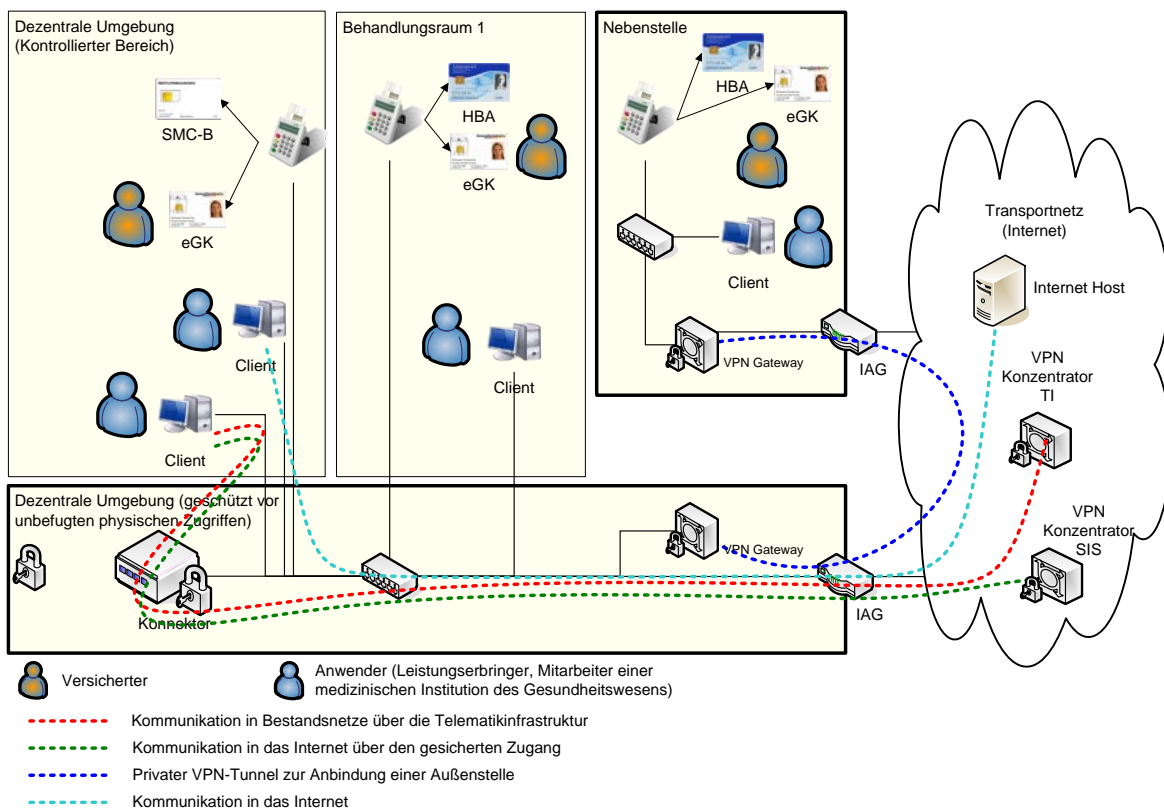 Dezentrale Umgebung
(Kontrollierter Bereich)
SMC-B
eGK
Client
Client
Behandlungsraum 1
HBA
eGK
Client
Nebenstelle
HBA
eGK
Client
VPN Gateway
IAG
Transportnetz
(Internet)
Internet Host
VPN
Konzentrator
TI
VPN
Konzentrator
SIS
Dezentrale Umgebung (geschützt vor
unbefugten physischen Zugriffen)
Konnektor
VPN Gateway
IAG
Versicherter
Anwender (Leistungserbringer, Mitarbeiter einer
medizinischen Institution des Gesundheitswesens)
Kommunikation in Bestandsnetze über die Telematikinfrastruktur
Kommunikation in das Internet über den gesicherten Zugang
Privater VPN-Tunnel zur Anbindung einer Außenstelle
Kommunikation in das Internet